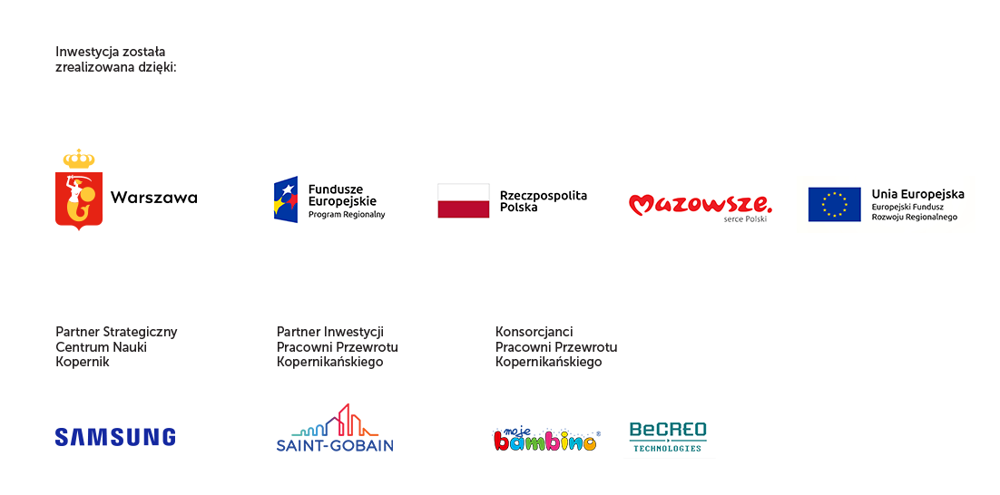 Inwestycja została
zrealizowana dzięki:
Warszawa
Fundusze
Europejskie
Program Regionalny
Rzeczpospolita
Polska
Mazowsze.
serce Polski
Unia Europejska
Europejski Fundusz
Rozwoju Regionalnego
Partner Strategiczny
Centrum Nauki
Kopernik
SAMSUNG
Partner Inwestycji
Pracowni Przewrotu
Kopernikańskiego
SAINT-GOBAIN
Konsorcjanci
Pracowni Przewrotu
Kopernikańskiego
moje
bambino®
BeCREO
TECHNOLOGIES